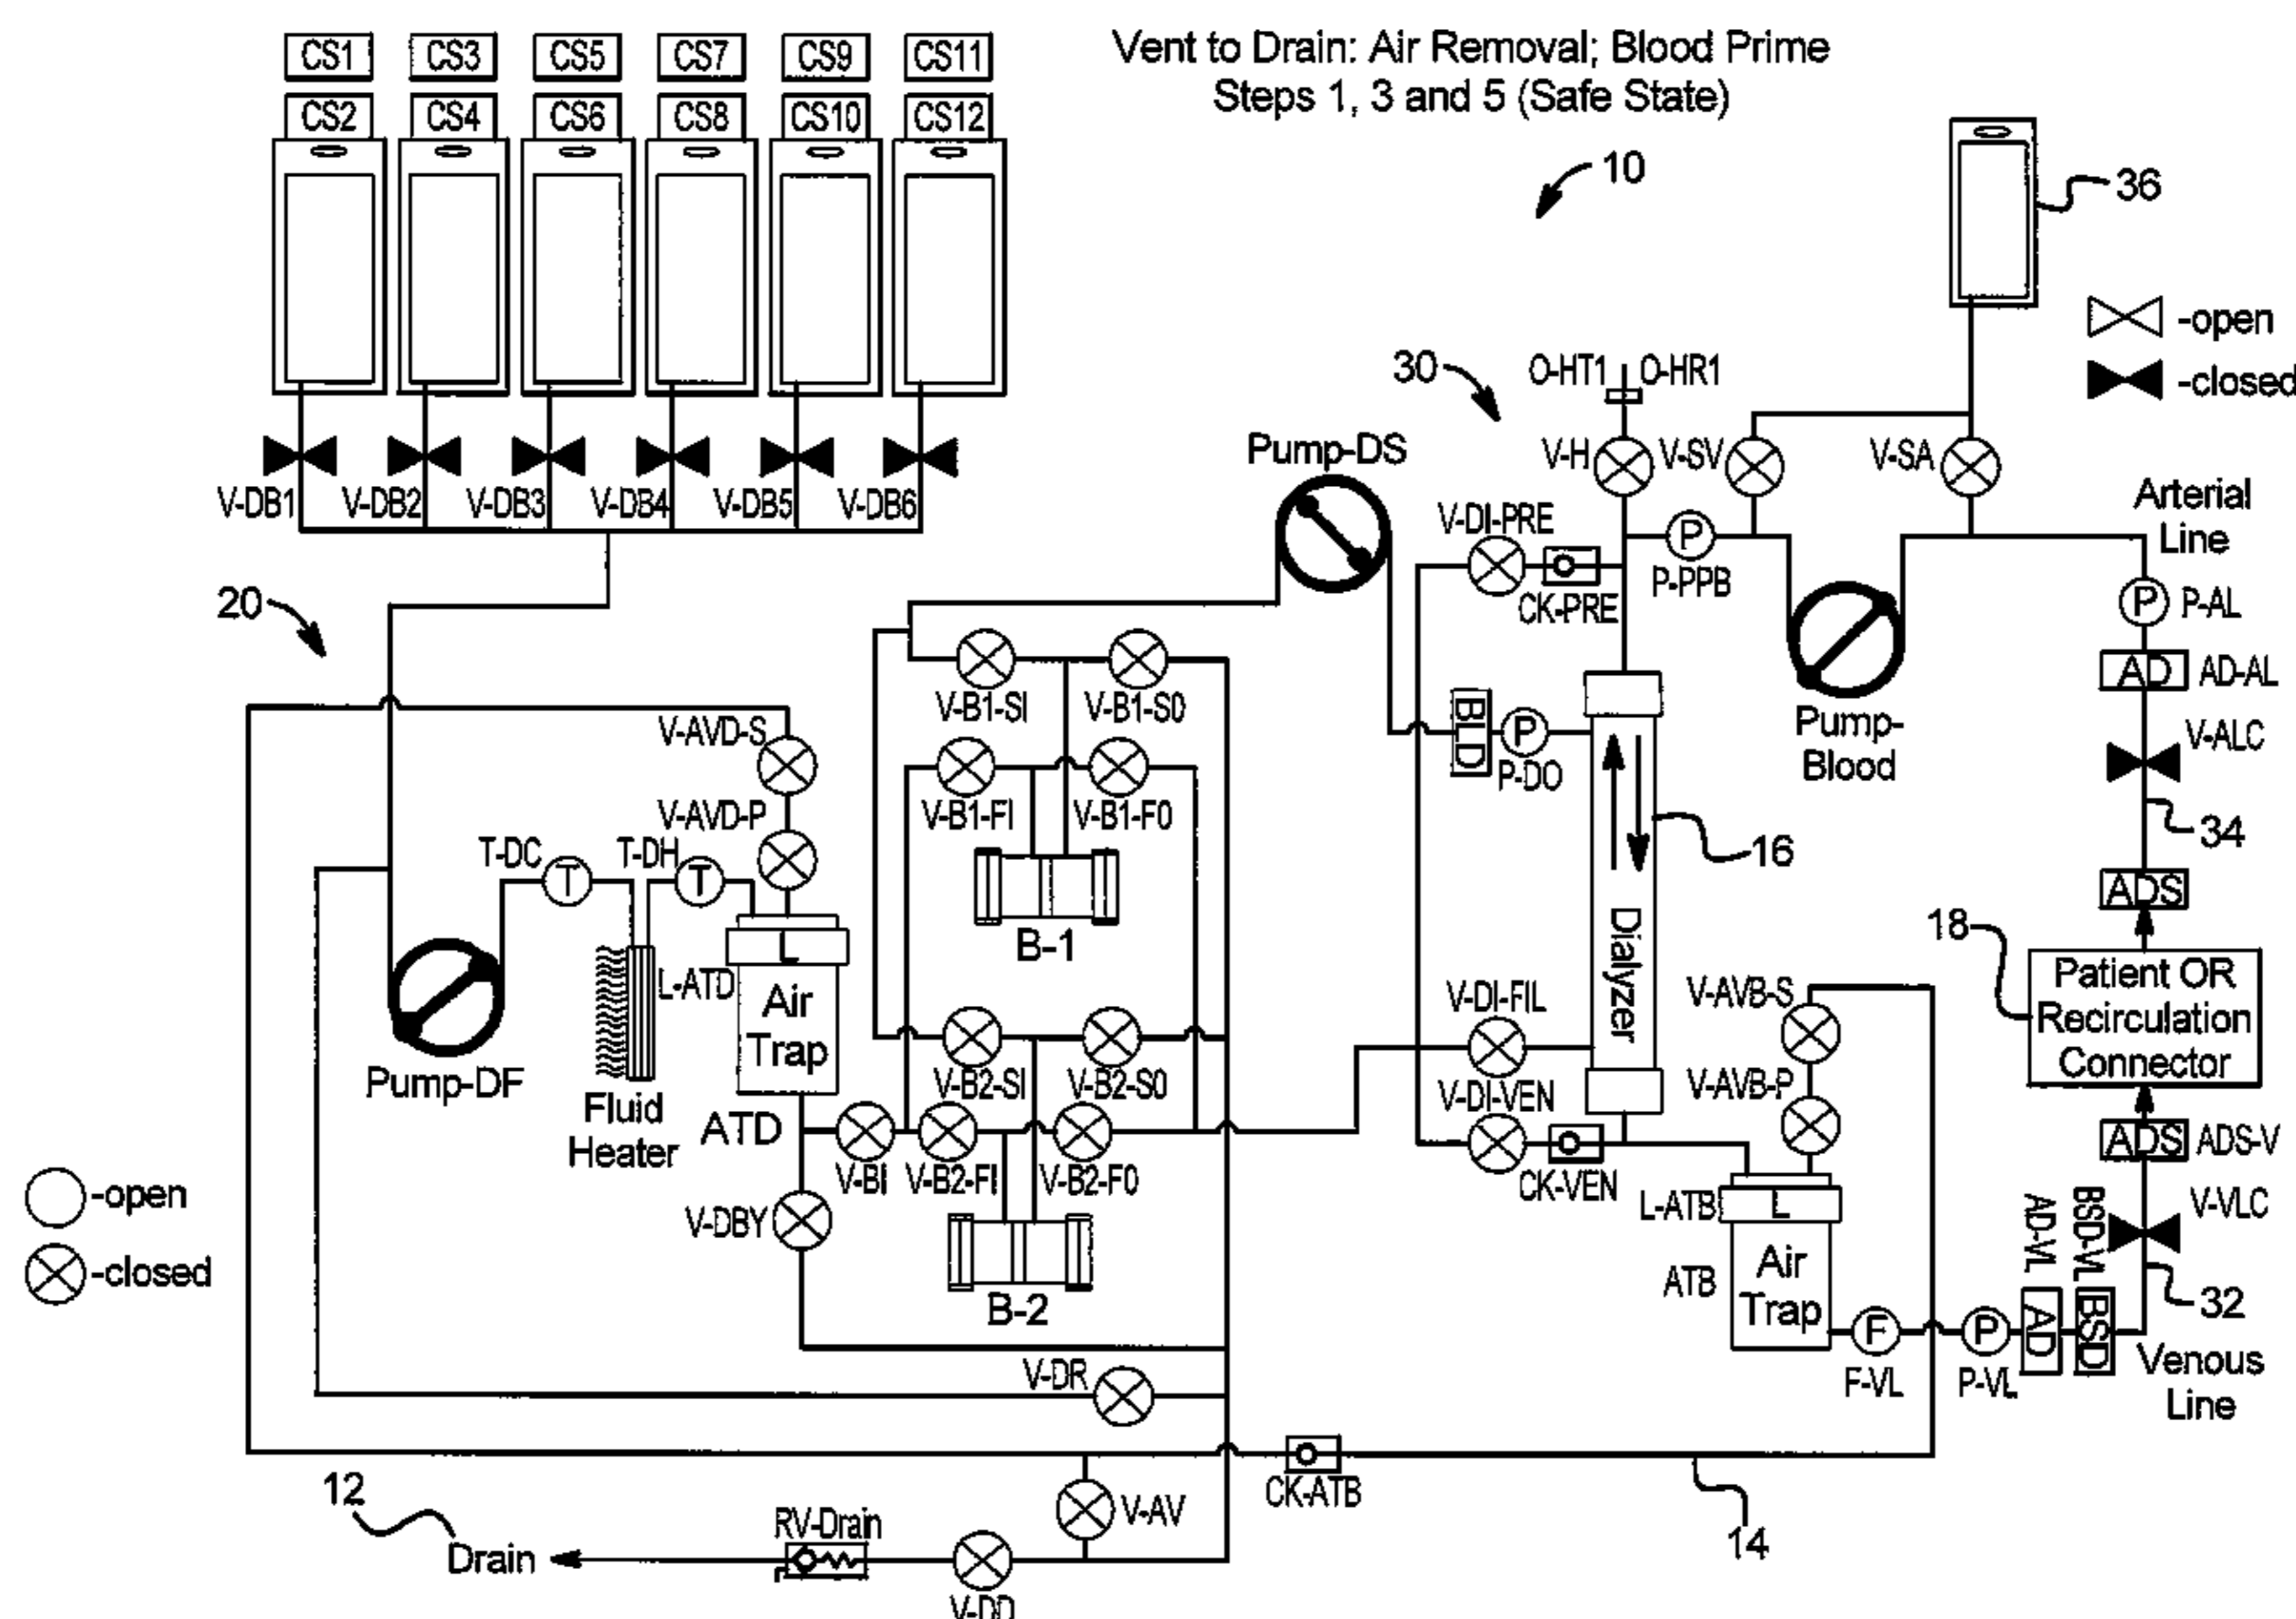 Vent to Drain: Air Removal; Blood Prime
Steps 1, 3 and 5 (Safe State)
CS1 CS3 CS5 CS7 CS9 CS11
CS2 CS4 CS6 CS8 CS10 CS12
10
36
-open
-closed
30
O-HT1 O-HR1
Pump-DS
V-H V-SV V-SA
V-DB1 V-DB2 V-DB3 V-DB4 V-DB5 V-DB6
V-DI-PRE
Arterial
Line
CK-PRE
P
P-PPB
P
P-AL
20
AD
AD-AL
V-B1-SI V-B1-S0
V-AVD-S
BLD
P
P-DO
Pump-
Blood
V-ALC
V-B1-FI V-B1-F0
V-AVD-P
34
T-DC T-DH
T T
16
ADS
L
L-ATD
Air
Trap
B-1
Dialyzer
18
Patient OR
Recirculation
Connector
V-DI-FIL
V-AVB-S
Pump-DF
V-B2-SI V-B2-S0
V-DI-VEN
V-AVB-P
Fluid
Heater
ATD
ADS
ADS-V
V-BI V-B2-FI V-B2-F0
CK-VEN
-open
V-DBY
L-ATB
L
AD-VL
BSD-VL
V-VLC
-closed
ATB
Air
Trap
B-2
32
F
P
AD
BSD
F-VL P-VL
Venous
Line
V-DR
CK-ATB
12
V-AV
14
RV-Drain
Drain
V-DD